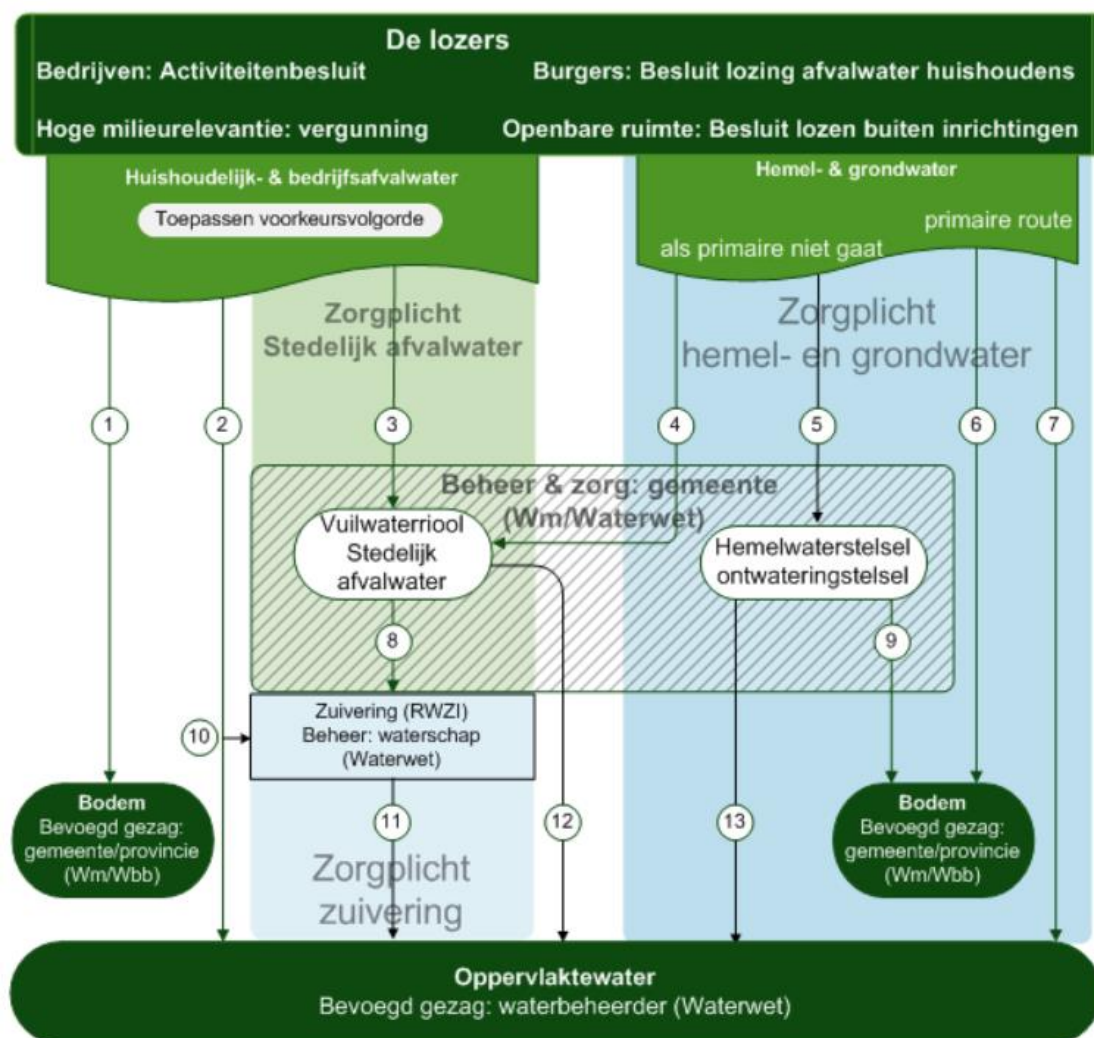 De lozers
Bedrijven: Activiteitenbesluit
Burgers: Besluit lozing afvalwater huishoudens
Hoge milieurelevantie: vergunning
Openbare ruimte: Besluit lozen buiten inrichtingen
Huishoudelijk- & bedrijfsafvalwater
Toepassen voorkeursvolgorde
Hemel- & grondwater
primaire route
als primaire niet gaat
Zorgplicht
Stedelijk afvalwater
Zorgplicht
hemel- en grondwater
1
2
3
4
5
6
7
Beheer & zorg: gemeente
(Wm/Waterwet)
Vuilwaterriool
Stedelijk
afvalwater
Hemelwaterstelsel
ontwateringstelsel
8
9
Zuivering (RWZI)
Beheer: waterschap
(Waterwet)
10
11
12
13
Bodem
Bevoegd gezag:
gemeente/provincie
(Wm/Wbb)
Bodem
Bevoegd gezag:
gemeente/provincie
(Wm/Wbb)
Zorgplicht
zuivering
Oppervlaktewater
Bevoegd gezag: waterbeheerder (Waterwet)